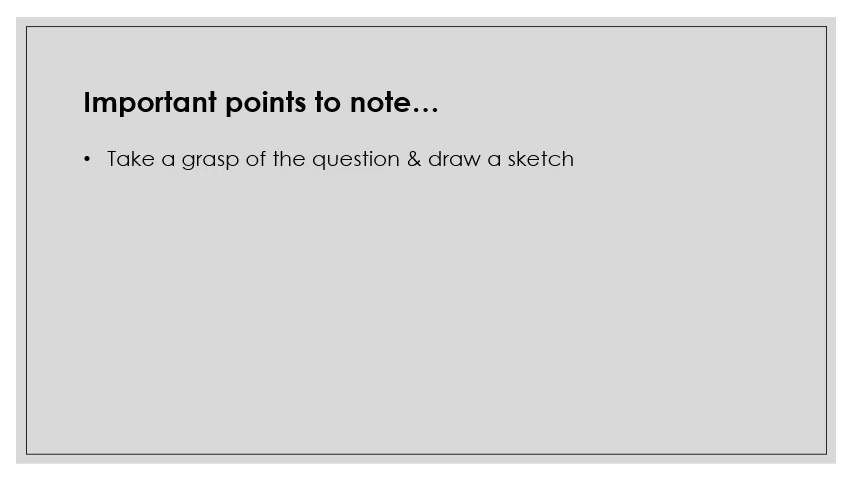 Important points to note…
• Take a grasp of the question & draw a sketch